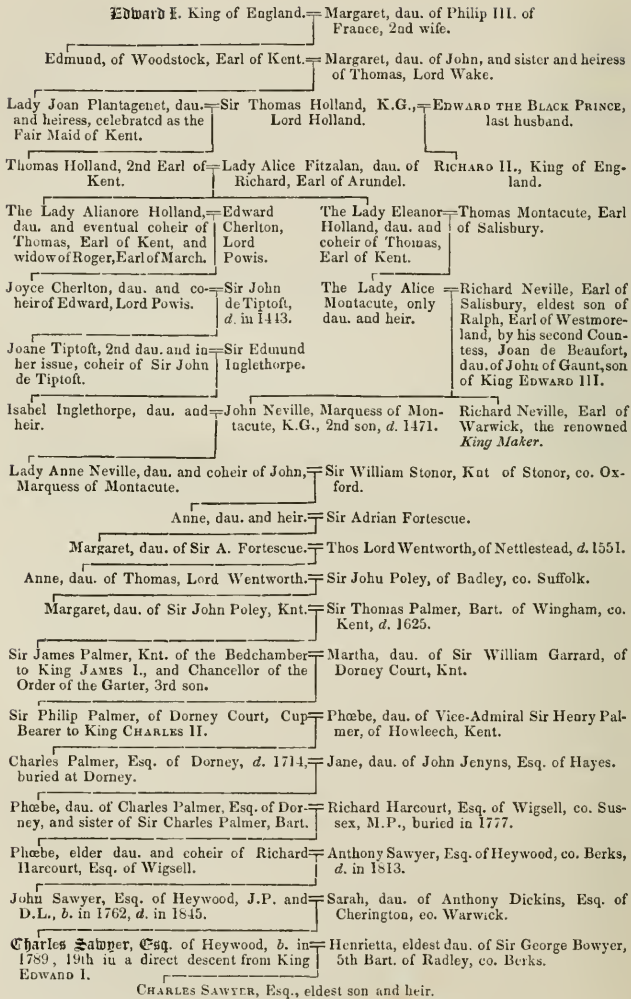 Edward I. King of England. = Margaret, dau. of Philip III. of
France, 2nd wife.
Edmund, of Woodstock, Earl of Kent. = Margaret, dau. of John, and sister and heiress
of Thomas, Lord Wake.
Lady Joan Plantagenet, dau. = Sir Thomas Holland, K.G., = EDWARD THE BLACK PRINCE,
and heiress, celebrated as the Lord Holland. last husband.
Fair Maid of Kent.
Thomas Holland, 2nd Earl of = Lady Alice Fitzalan, dau. of RICHARD II., King of Eng-
Kent. Richard, Earl of Arundel. land.
The Lady Alianore Holland, = Edward
dau. and eventual coheir of Cherlton,
Thomas, Earl of Kent, and Lord
widow of Roger, Earl of March. Powis.
The Lady Eleanor = Thomas Montacute, Earl
Holland, dau. and of Salisbury.
coheir of Thomas,
Earl of Kent.
Joyce Cherlton, dau. and co- = Sir John
heir of Edward, Lord Powis. de Tiptoft,
d. in 1443.
The Lady Alice = Richard Neville, Earl of
Montacute, only Salisbury, eldest son of
dau. and heir. Ralph, Earl of Westmore-
land, by his second Coun-
tess, Joan de Beaufort,
dau. of John of Gaunt, son
of King EDWARD III.
Joane Tiptoft, 2nd dau. and in = Sir Edmund
her issue, coheir of Sir John Inglethorpe.
de Tiptoft.
Isabel Inglethorpe, dau. and = John Neville, Marquess of Mon-
heir. tacute, K.G., 2nd son, d. 1471.
Richard Neville, Earl of
Warwick, the renowned
King Maker.
Lady Anne Neville, dau. and coheir of John, = Sir William Stonor, Knt of Stonor, co. Ox-
Marquess of Montacute. ford.
Anne, dau. and heir. = Sir Adrian Fortescue.
Margaret, dau. of Sir A. Fortescue. = Thos Lord Wentworth, of Nettlestead, d. 1551.
Anne, dau. of Thomas, Lord Wentworth. = Sir John Poley, of Badley, co. Suffolk.
Margaret, dau. of Sir John Poley, Knt. = Sir Thomas Palmer, Bart. of Wingham, co.
Kent, d. 1625.
Sir James Palmer, Knt. of the Bedchamber = Martha, dau. of Sir William Garrard, of
to King JAMES I., and Chancellor of the Dorney Court, Knt.
Order of the Garter, 3rd son.
Sir Philip Palmer, of Dorney Court, Cup = Phœbe, dau. of Vice-Admiral Sir Henry Pal-
Bearer to King CHARLES II. mer, of Howleech, Kent.
Charles Palmer, Esq. of Dorney, d. 1714, = Jane, dau. of John Jenyns, Esq. of Hayes.
buried at Dorney.
Phœbe, dau. of Charles Palmer, Esq. of Dor- = Richard Harcourt, Esq. of Wigsell, co. Sus-
ney, and sister of Sir Charles Palmer, Bart. sex, M.P., buried in 1777.
Phœbe, elder dau. and coheir of Richard = Anthony Sawyer, Esq. of Heywood, co. Berks,
Harcourt, Esq. of Wigsell. d. in 1813.
John Sawyer, Esq. of Heywood, J.P. and = Sarah, dau. of Anthony Dickins, Esq. of
D.L., b. in 1762, d. in 1845. Cherington, co. Warwick.
Charles Sawyer, Esq. of Heywood, b. in = Henrietta, eldest dau. of Sir George Bowyer,
1789, 19th in a direct descent from King 5th Bart. of Radley, co. Berks.
EDWARD I.
CHARLES SAWYER, Esq., eldest son and heir.